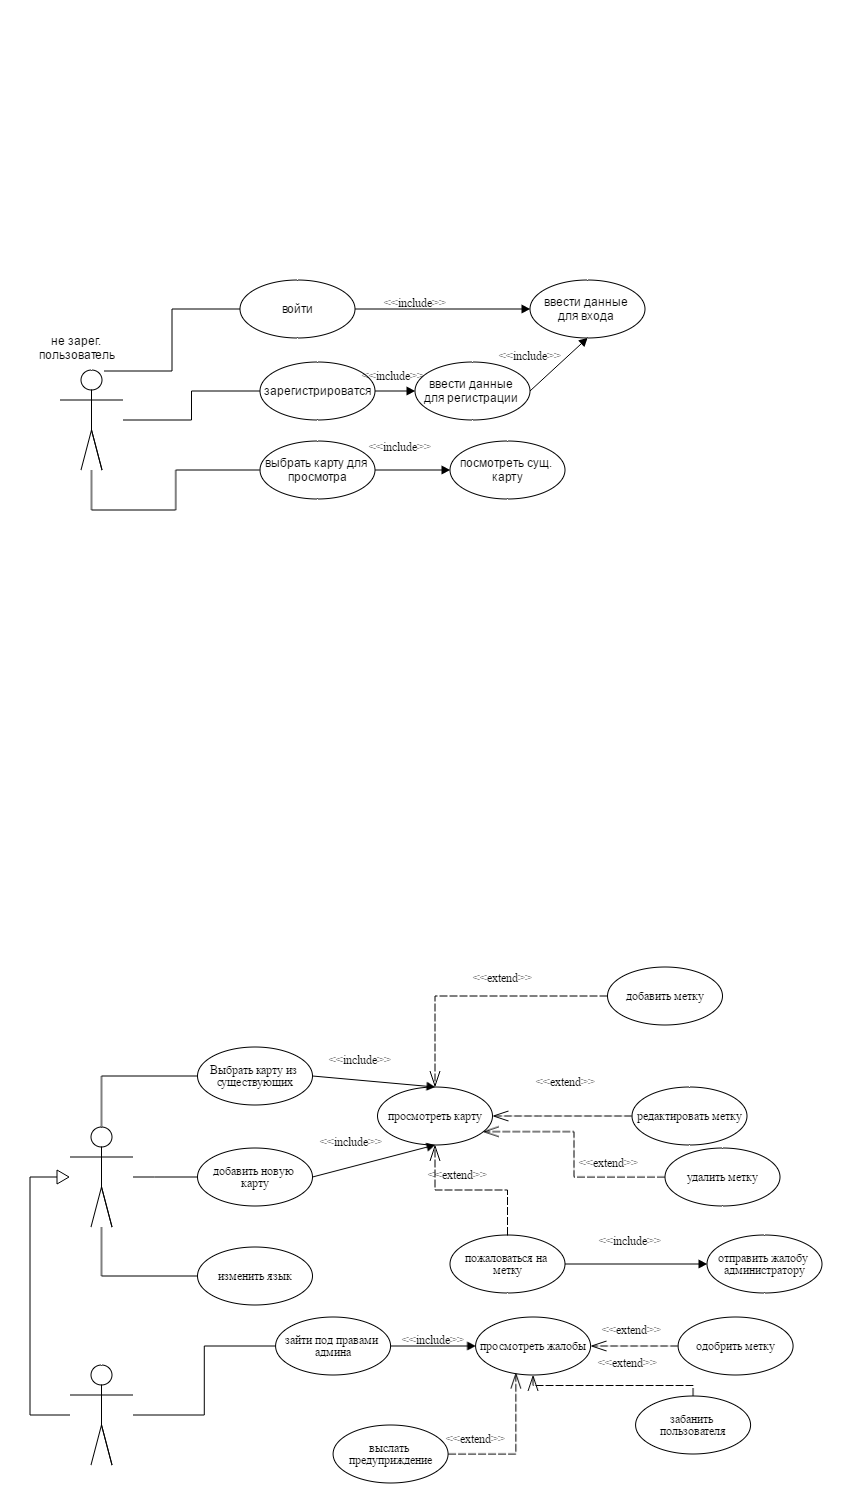 войти
<<include>>
ввести данные
для входа
не зарег.
пользователь
<<include>>
зарегистрироватся
<<include>>
ввести данные
для регистрации
<<include>>
выбрать карту для
просмотра
посмотреть сущ.
карту
<<extend>>
добавить метку
Выбрать карту из
существующих
<<include>>
<<extend>>
просмотреть карту
редактировать метку
<<include>>
добавить новую
карту
<<extend>>
<<extend>>
удалить метку
<<include>>
пожаловаться на
метку
отправить жалобу
администратору
изменить язык
зайти под правами
админа
<<include>>
просмотреть жалобы
<<extend>>
одобрить метку
<<extend>>
забанить
пользователя
<<extend>>
выслать
предуприждение